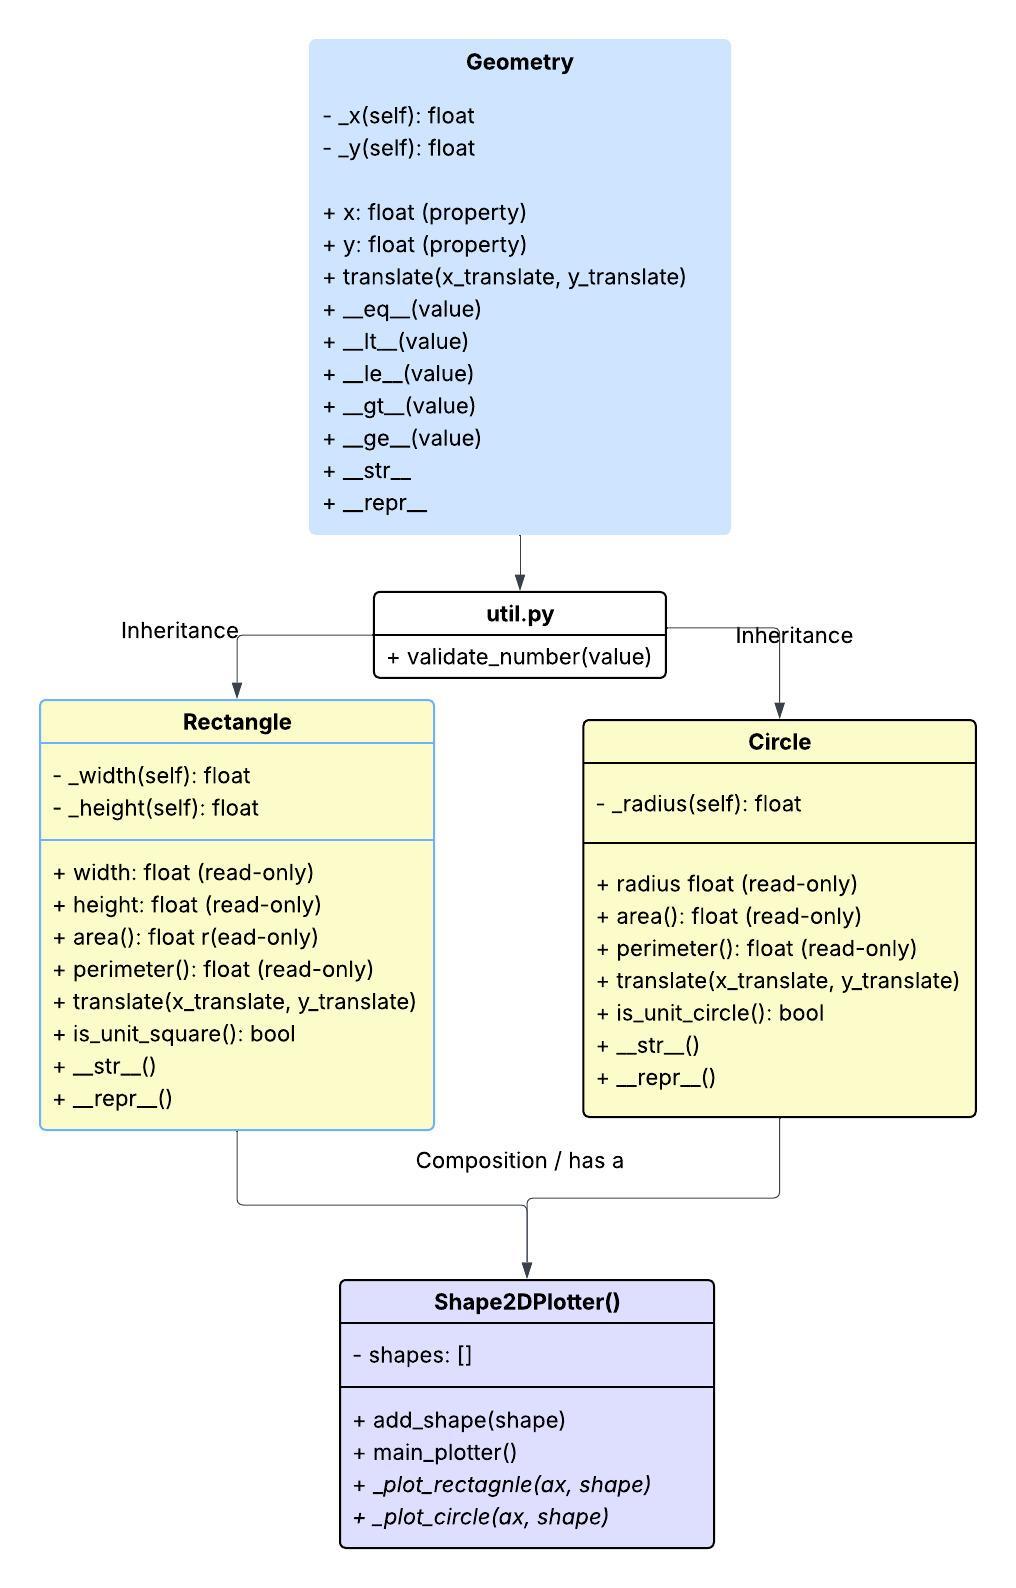 Geometry
- _x(self): float
- _y(self): float
+ x: float (property)
+ y: float (property)
+ translate(x_translate, y_translate)
+ __eq__(value)
+ __lt__(value)
+ __le__(value)
+ __gt__(value)
+ __ge__(value)
+ __str__
+ __repr__
util.py
+ validate_number(value)
Inheritance
Inheritance
Rectangle
- _width(self): float
- _height(self): float
+ width: float (read-only)
+ height: float (read-only)
+ area(): float r(ead-only)
+ perimeter(): float (read-only)
+ translate(x_translate, y_translate)
+ is_unit_square(): bool
+ __str__()
+ __repr__()
Circle
- _radius(self): float
+ radius float (read-only)
+ area(): float (read-only)
+ perimeter(): float (read-only)
+ translate(x_translate, y_translate)
+ is_unit_circle(): bool
+ __str__()
+ __repr__()
Composition / has a
Shape2DPlotter()
- shapes: []
+ add_shape(shape)
+ main_plotter()
+ _plot_rectagnle(ax, shape)
+ _plot_circle(ax, shape)